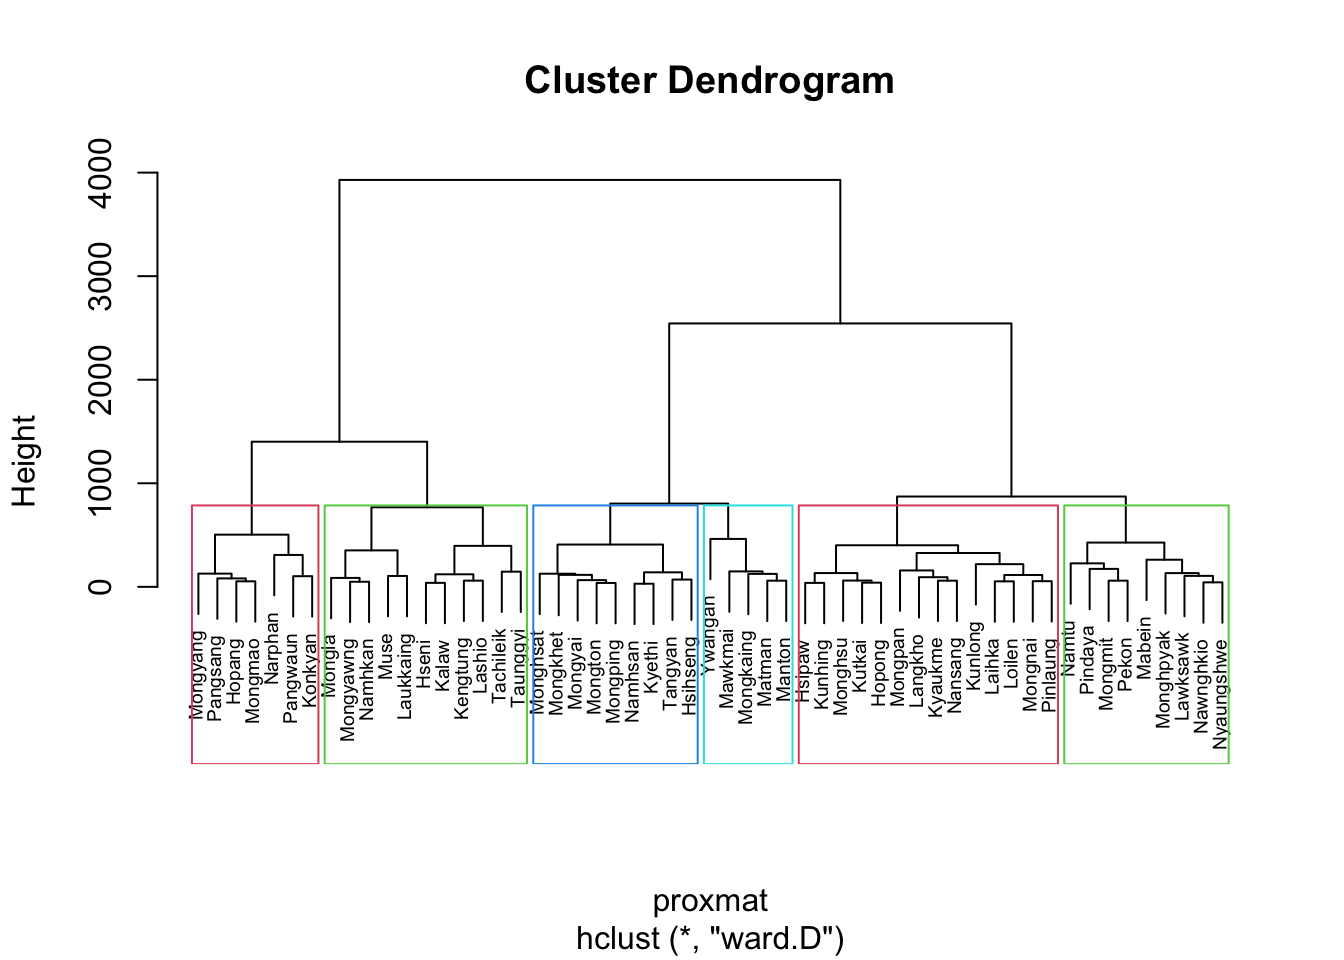 Cluster Dendrogram
Height
4000
3000
2000
1000
0
Mongyang
Pangsang
Hopang
Mongmao
Narphan
Pangwaun
Konkyan
Mongla
Mongyawng
Namhkan
Muse
Laukkaing
Hseni
Kalaw
Kengtung
Lashio
Tachileik
Taunggyi
Monghsat
Mongkhet
Mongyai
Mongton
Mongping
Namhsan
Kyethi
Tangyan
Hsihseng
Ywangan
Mawkmai
Mongkaing
Matman
Manton
Hsipaw
Kunhing
Monghsu
Kutkai
Hopong
Mongpan
Langkho
Kyaukme
Nansang
Kunlong
Laihka
Loilen
Mongnai
Pinlaung
Namtu
Pindaya
Mongmit
Pekon
Mabein
Monghpyak
Lawksawk
Nawnghkio
Nyaungshwe
proxmat
hclust (*, "ward.D")